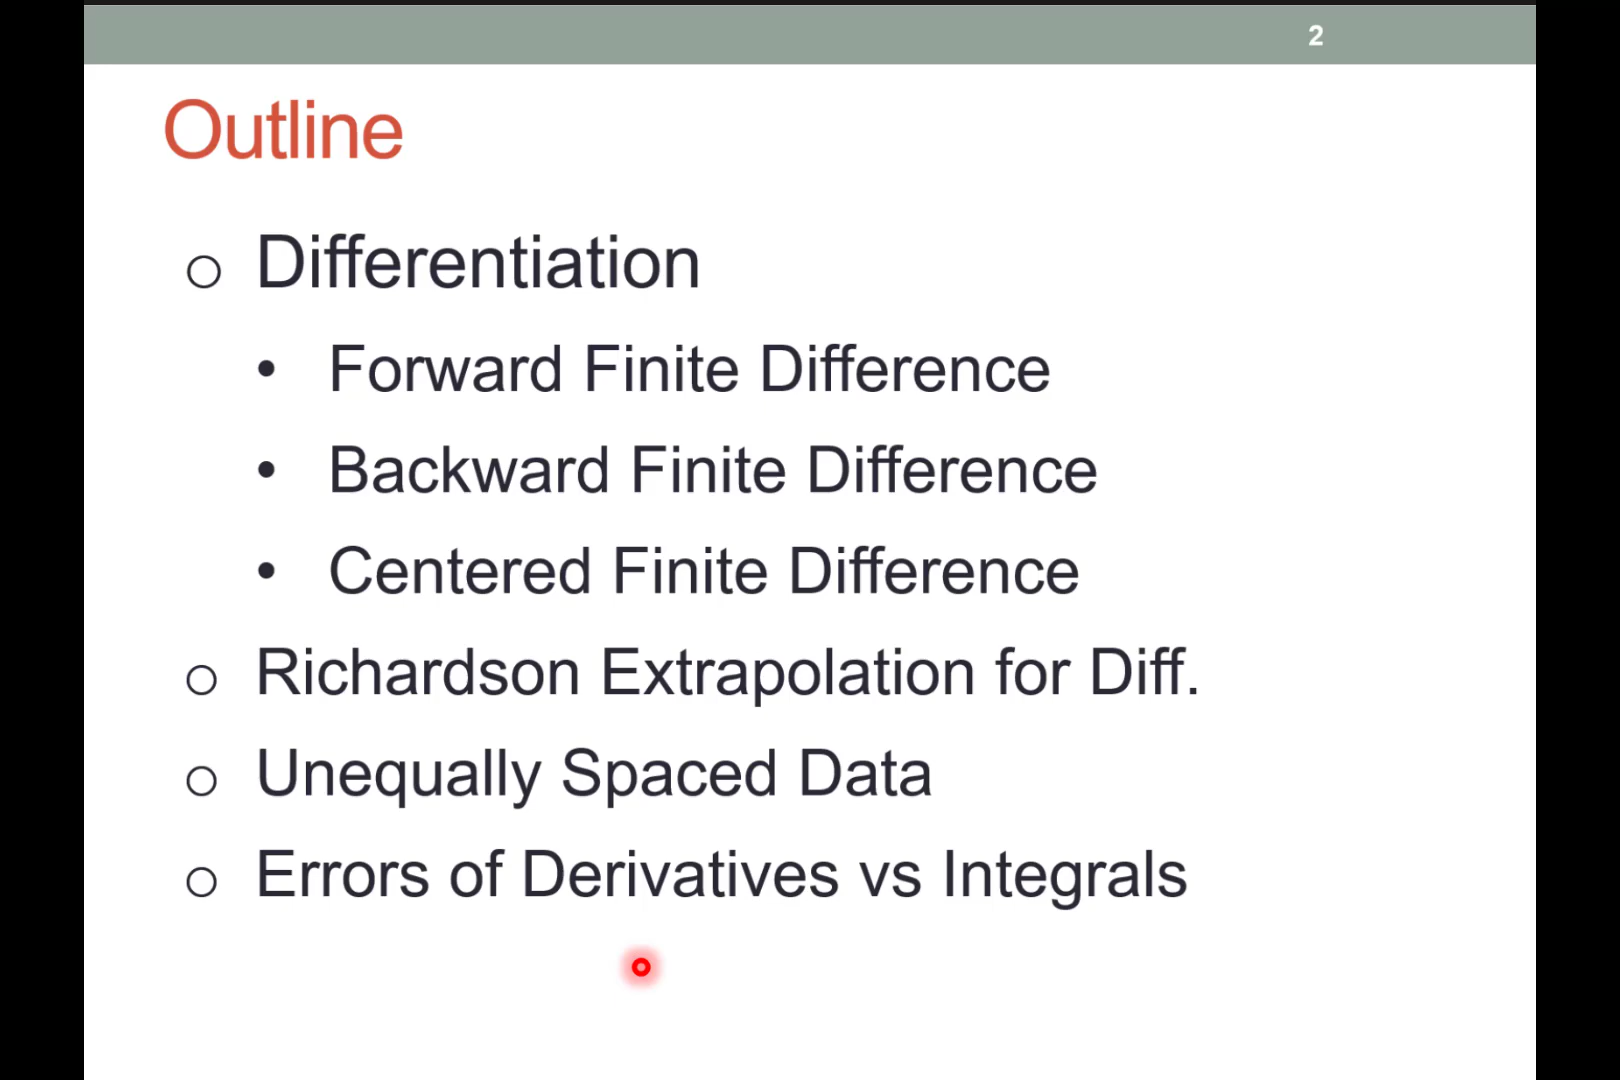 2
Outline
Differentiation
Forward Finite Difference
Backward Finite Difference
Centered Finite Difference
Richardson Extrapolation for Diff.
Unequally Spaced Data
Errors of Derivatives vs Integrals